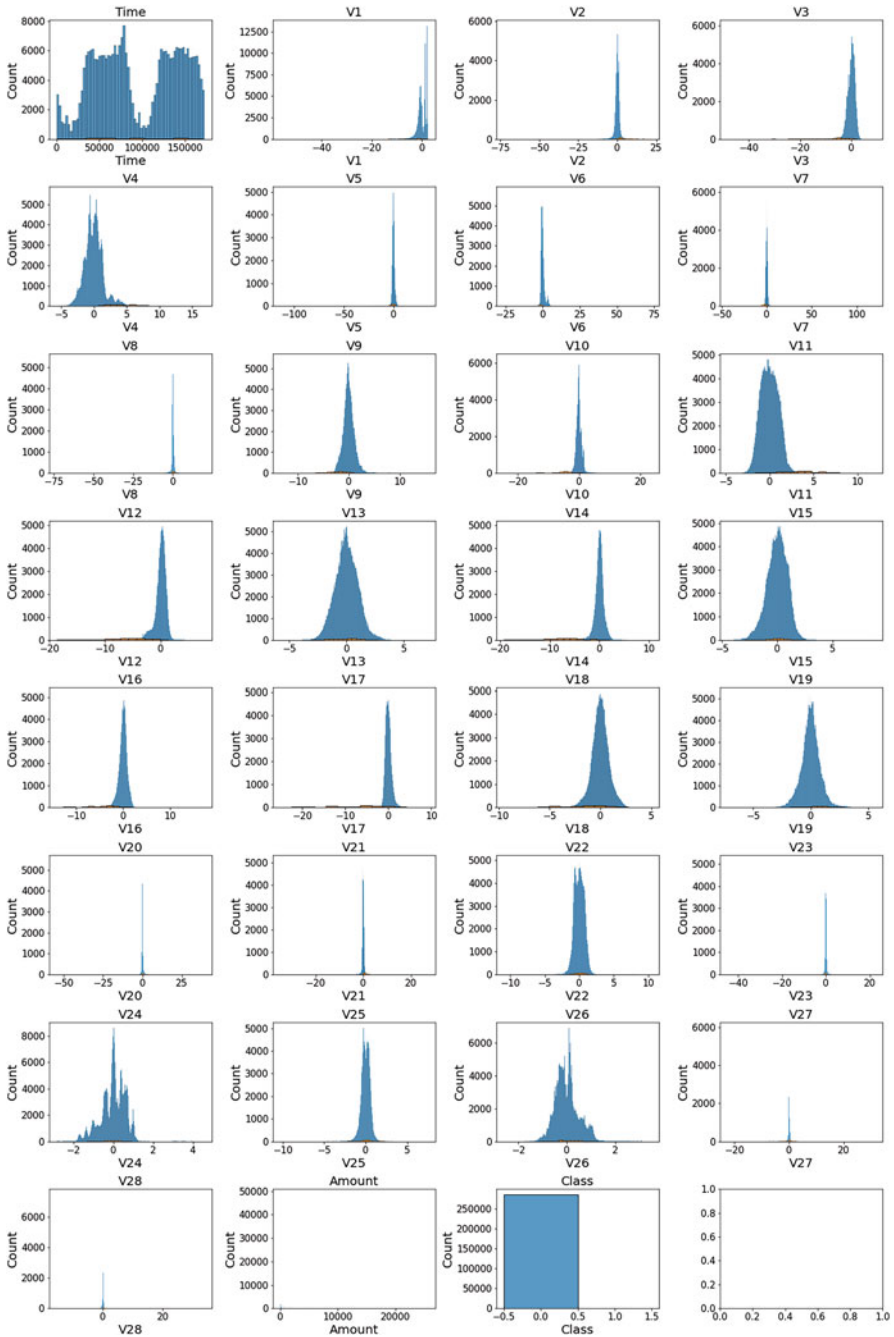 Time V1 V2 V3
8000 7000 6000 5000 4000 3000 2000 1000 0 Count 0 50000 100000 150000 Time
12500 10000 7500 5000 2500 0 Count −40 −20 0 V1
6000 4000 2000 0 Count −75 −50 −25 0 25 V2
6000 4000 2000 0 Count −40 −20 0 V3
V4 V5 V6 V7
5000 4000 3000 2000 1000 0 Count −5 0 5 10 15 V4
5000 4000 3000 2000 1000 0 Count −100 −50 0 V5
5000 4000 3000 2000 1000 0 Count −25 0 25 50 75 V6
6000 4000 2000 0 Count −50 0 50 100 V7
V8 V9 V10 V11
5000 4000 3000 2000 1000 0 Count −75 −50 −25 0 V8
5000 4000 3000 2000 1000 0 Count −10 0 10 V9
6000 4000 2000 0 Count −20 0 20 V10
5000 4000 3000 2000 1000 0 Count −5 0 5 10 V11
V12 V13 V14 V15
5000 4000 3000 2000 1000 0 Count −20 −10 0 V12
5000 4000 3000 2000 1000 0 Count −5 0 5 V13
5000 4000 3000 2000 1000 0 Count −20 −10 0 10 V14
5000 4000 3000 2000 1000 0 Count −5 0 5 V15
V16 V17 V18 V19
5000 4000 3000 2000 1000 0 Count −10 0 10 V16
5000 4000 3000 2000 1000 0 Count −20 −10 0 10 V17
5000 4000 3000 2000 1000 0 Count −10 −5 0 5 V18
5000 4000 3000 2000 1000 0 Count −5 0 5 V19
V20 V21 V22 V23
5000 4000 3000 2000 1000 0 Count −50 −25 0 25 V20
5000 4000 3000 2000 1000 0 Count −20 0 20 V21
5000 4000 3000 2000 1000 0 Count −10 −5 0 5 10 V22
5000 4000 3000 2000 1000 0 Count −40 −20 0 20 V23
V24 V25 V26 V27
8000 6000 4000 2000 0 Count −2 0 2 4 V24
5000 4000 3000 2000 1000 0 Count −10 −5 0 5 V25
6000 4000 2000 0 Count −2 0 2 V26
6000 4000 2000 0 Count −20 0 20 V27
V28 Amount Class
6000 4000 2000 0 Count 0 20 V28
50000 40000 30000 20000 10000 0 Count 0 10000 20000 Amount
250000 200000 150000 100000 50000 0 Count −0.5 0.0 0.5 1.0 1.5 Class
1.0 0.8 0.6 0.4 0.2 0.0 0.0 0.2 0.4 0.6 0.8 1.0